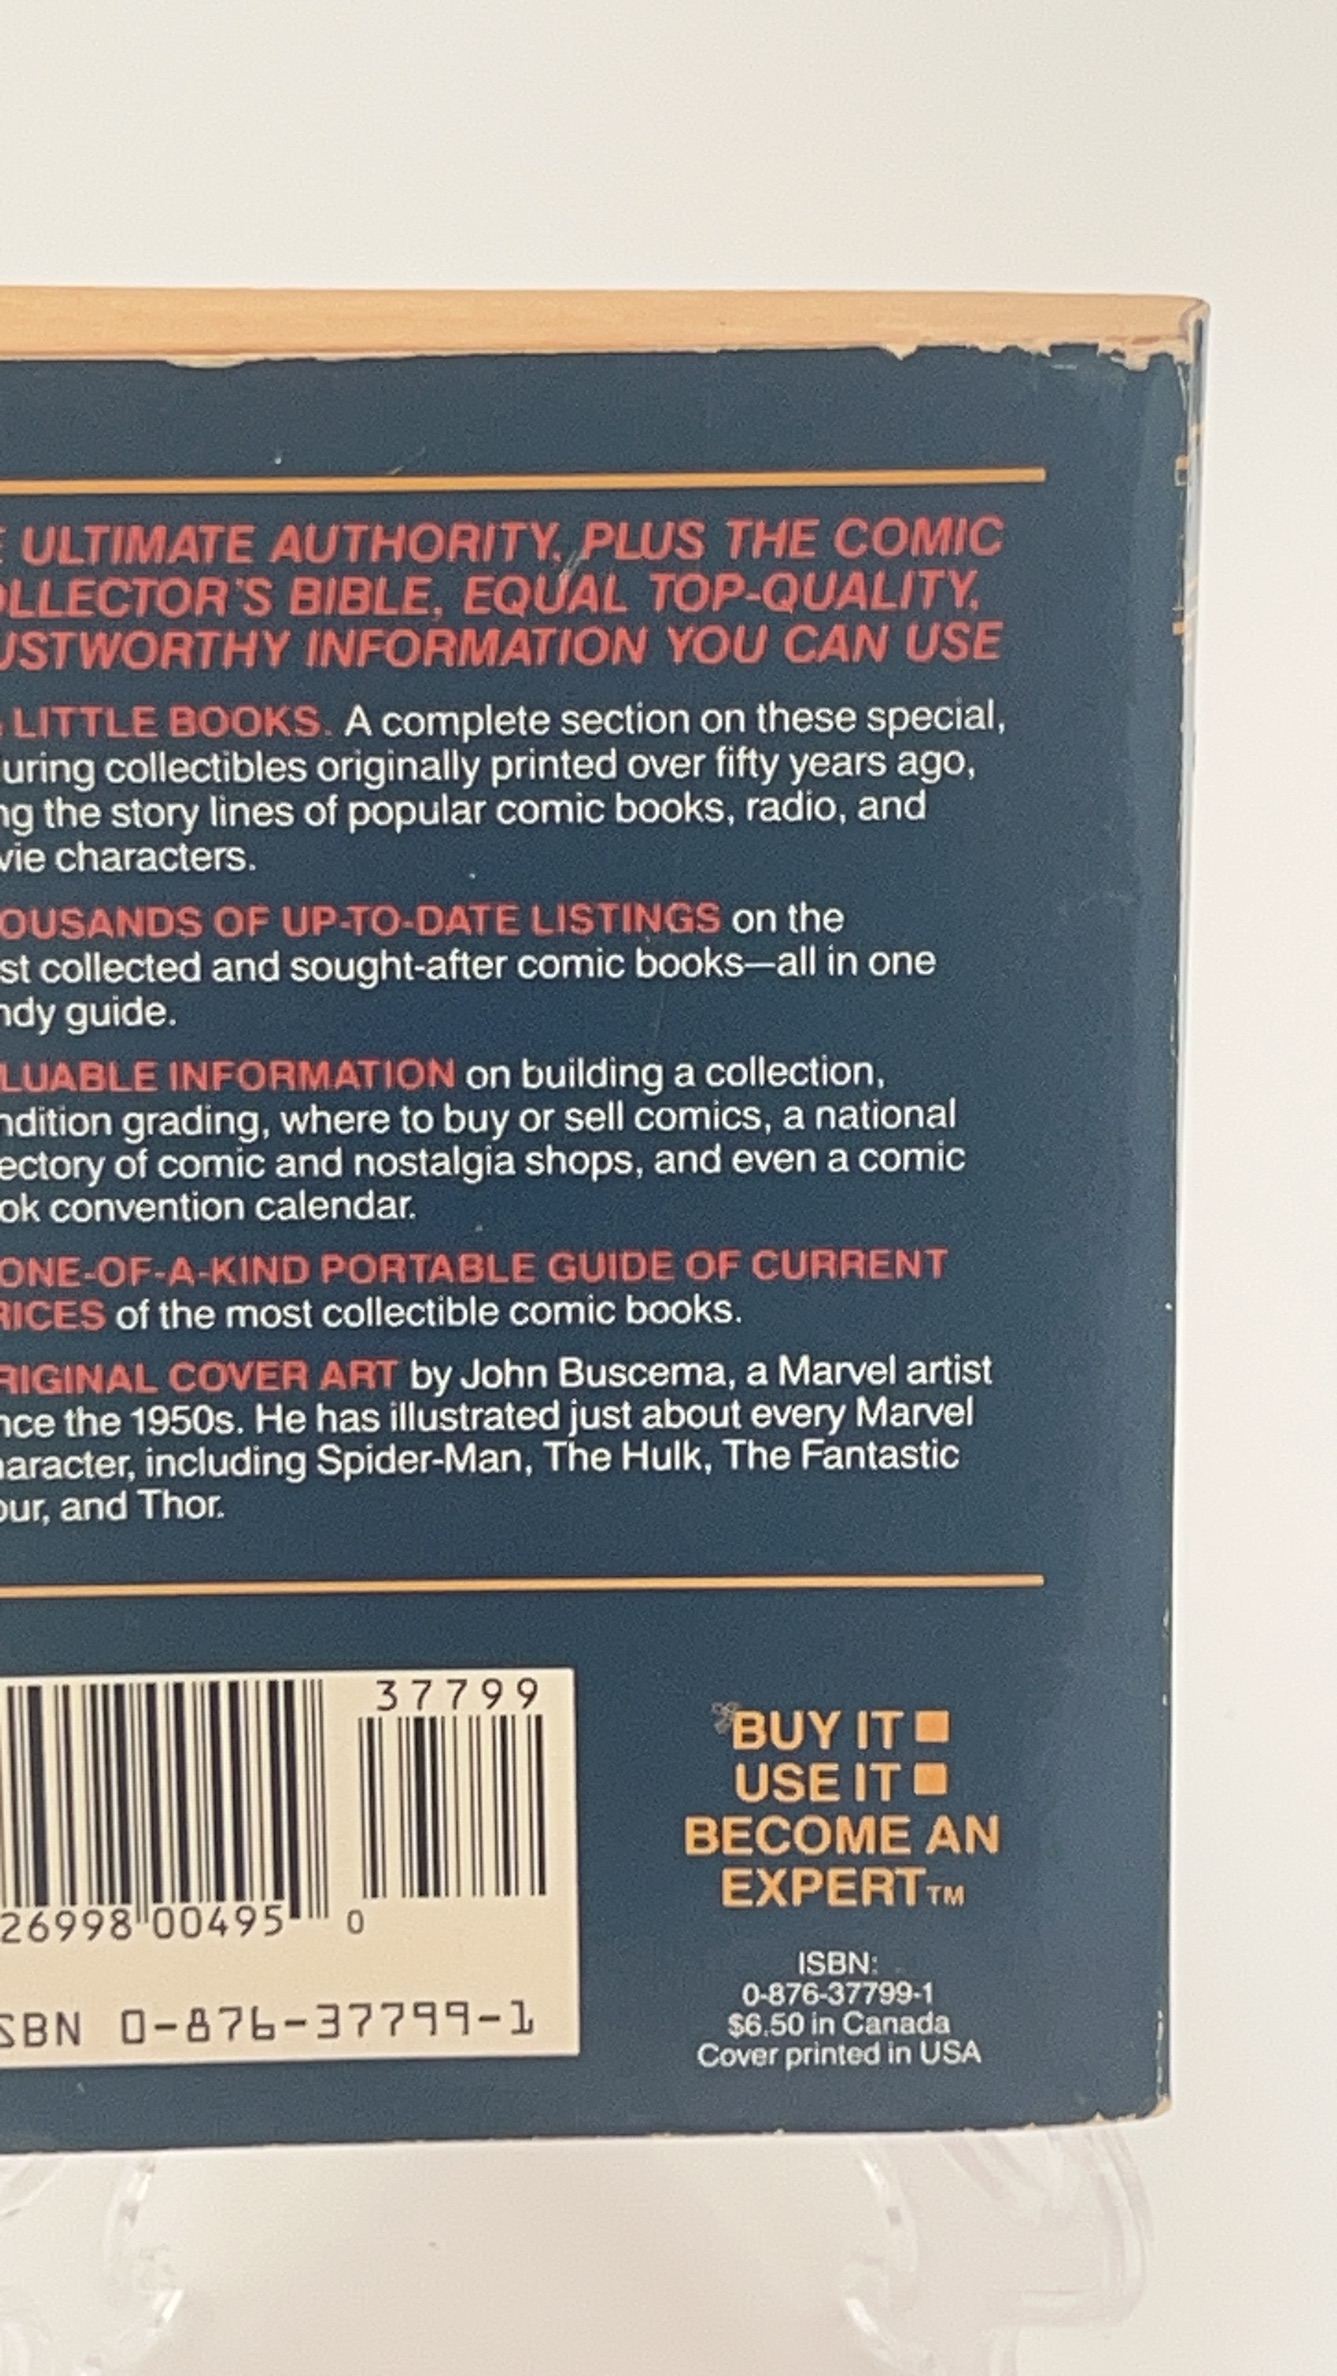 ULTIMATE AUTHORITY, PLUS THE COMIC
OLLECTOR'S BIBLE, EQUAL TOP-QUALITY,
USTWORTHY INFORMATION YOU CAN USE
LITTLE BOOKS. A complete section on these special,
uring collectibles originally printed over fifty years ago,
ng the story lines of popular comic books, radio, and
vie characters.
OUSANDS OF UP-TO-DATE LISTINGS on the
st collected and sought-after comic books—all in one
ndy guide.
LUABLE INFORMATION on building a collection,
ndition grading, where to buy or sell comics, a national
ectory of comic and nostalgia shops, and even a comic
ok convention calendar.
ONE-OF-A-KIND PORTABLE GUIDE OF CURRENT
RICES of the most collectible comic books.
RIGINAL COVER ART by John Buscema, a Marvel artist
nce the 1950s. He has illustrated just about every Marvel
haracter, including Spider-Man, The Hulk, The Fantastic
our, and Thor.
37799
26998 00495 0
SBN 0-876-37799-1
BUY IT
USE IT
BECOME AN
EXPERT™
ISBN:
0-876-37799-1
$6.50 in Canada
Cover printed in USA